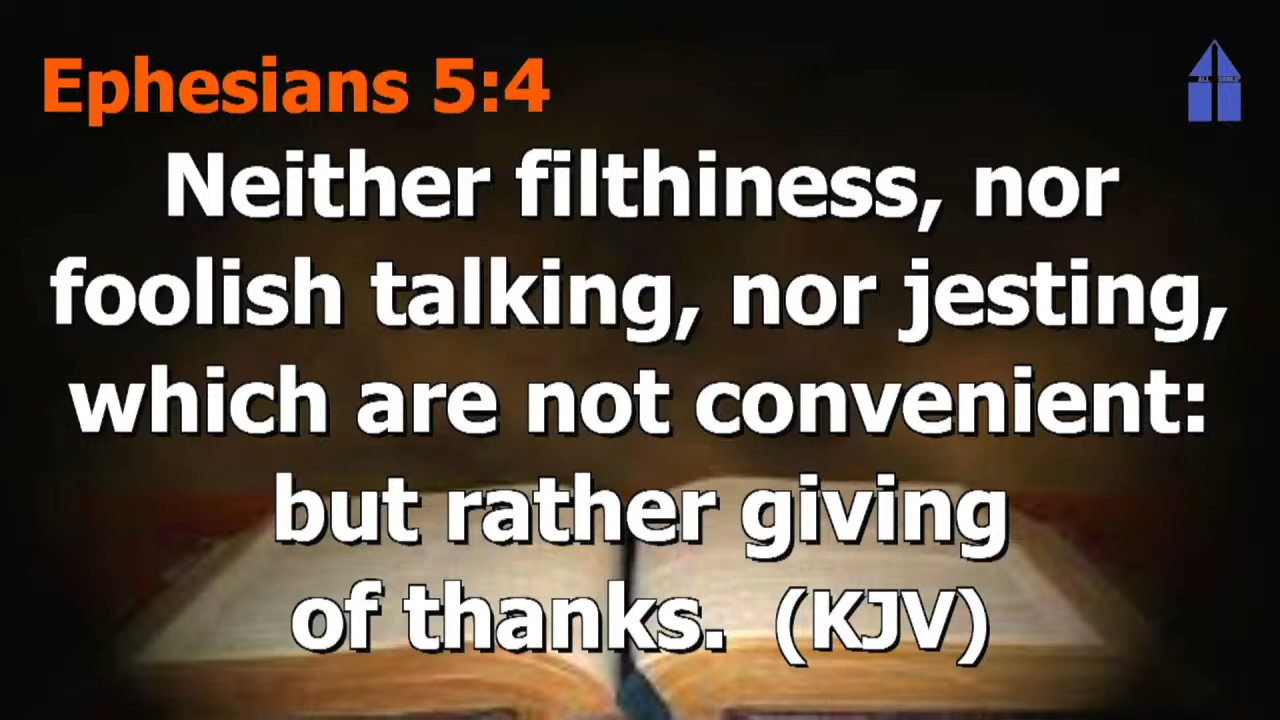 Ephesians 5:4
Neither filthiness, nor
foolish talking, nor jesting,
which are not convenient:
but rather giving
of thanks. (KJV)